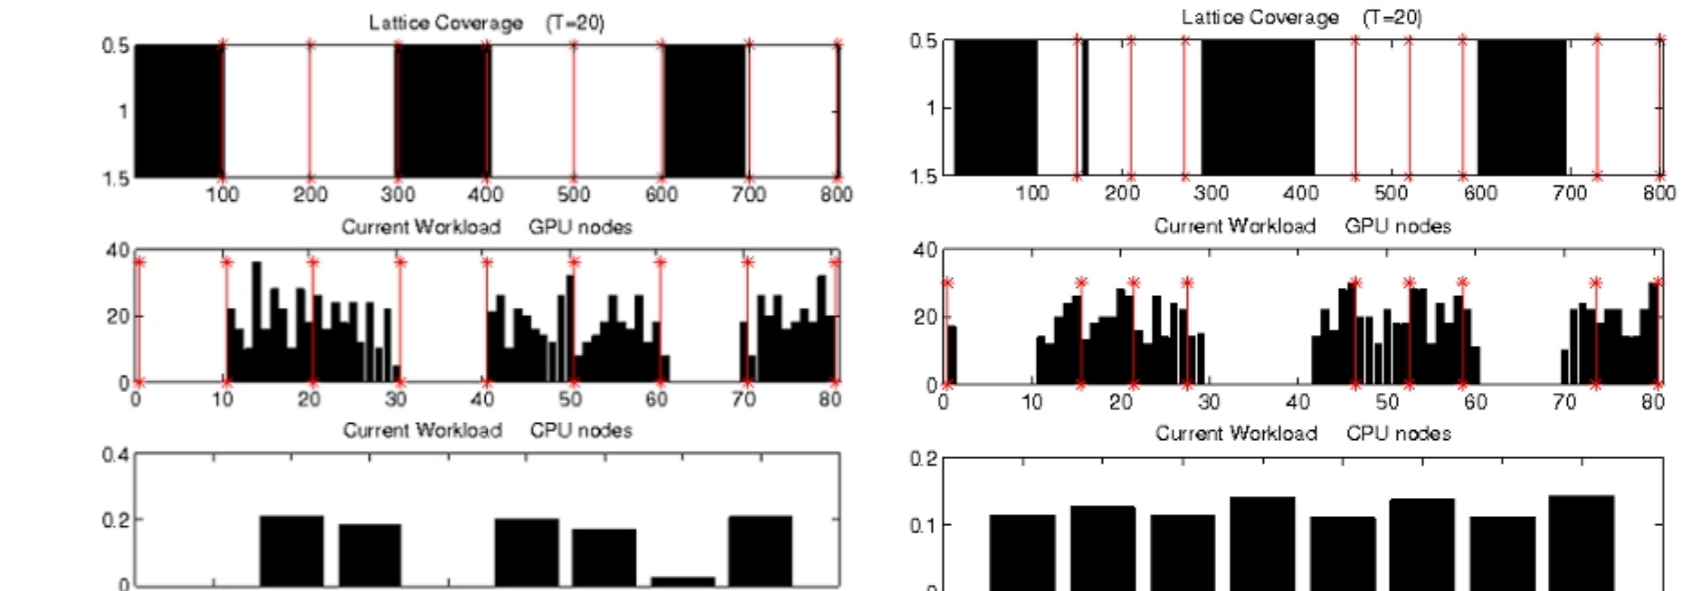 Lattice Coverage (T=20)
0.5
1
1.5
100 200 300 400 500 600 700 800
Current Workload GPU nodes
40
20
0
0 10 20 30 40 50 60 70 80
Current Workload CPU nodes
0.4
0.2
0
Lattice Coverage (T=20)
0.5
1
1.5
100 200 300 400 500 600 700 800
Current Workload GPU nodes
40
20
0
0 10 20 30 40 50 60 70 80
Current Workload CPU nodes
0.2
0.1
0